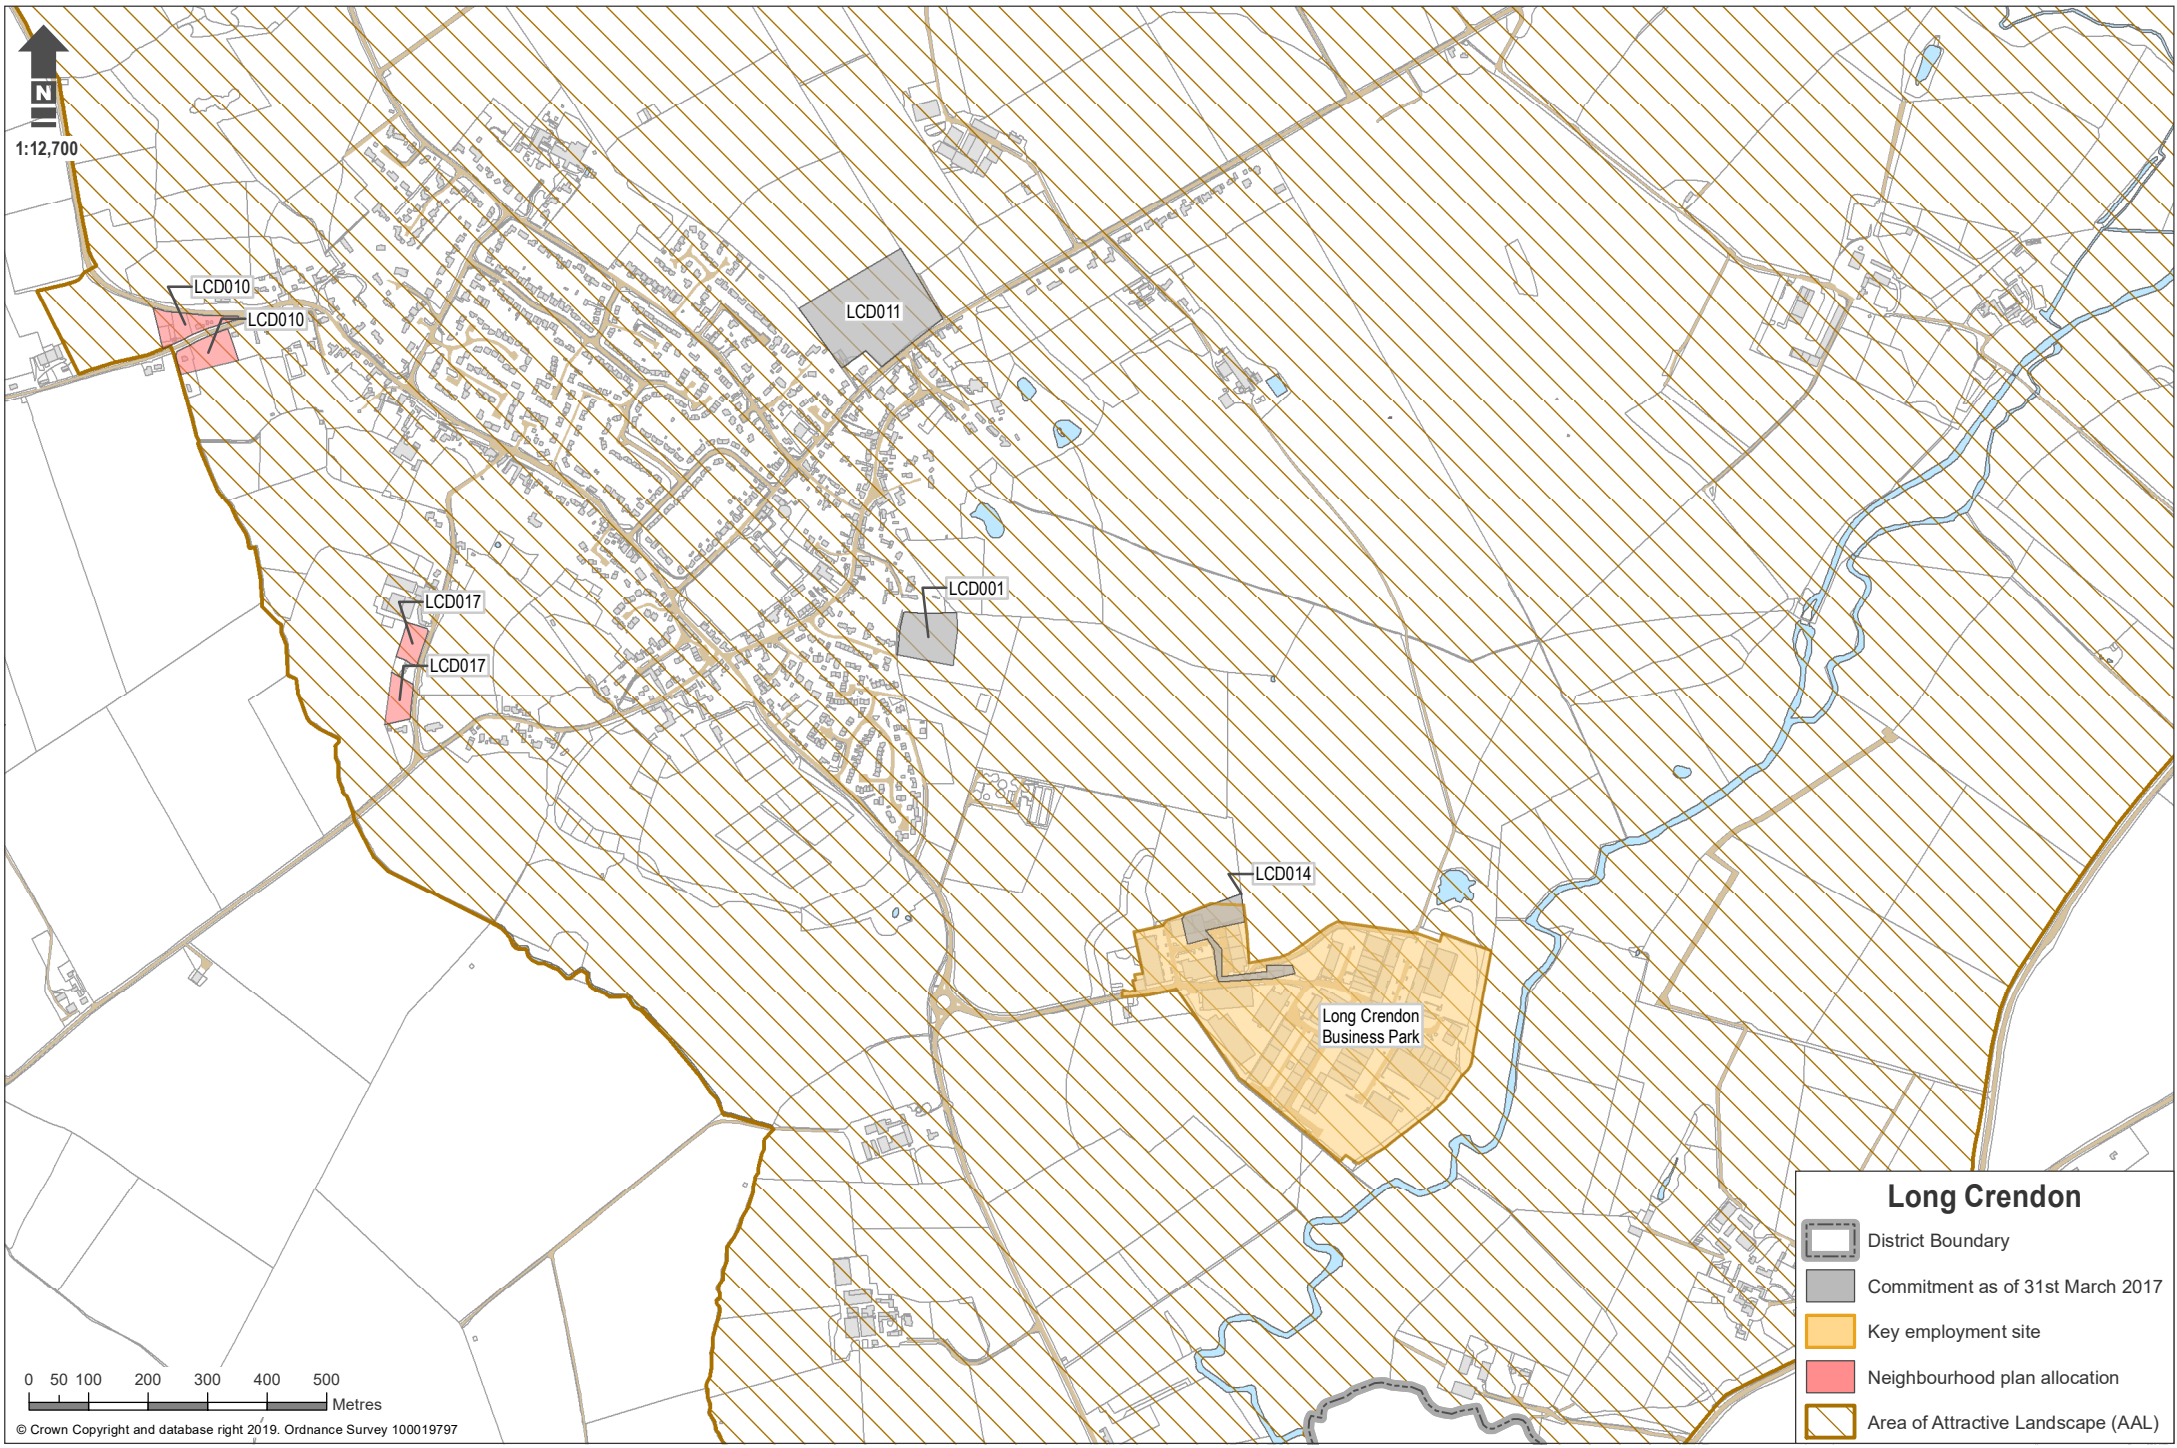 N
1:12,700
LCD010
LCD010
LCD011
LCD001
LCD017
LCD017
LCD014
Long Crendon
Business Park
Long Crendon
District Boundary
Commitment as of 31st March 2017
Key employment site
Neighbourhood plan allocation
Area of Attractive Landscape (AAL)
0 50 100 200 300 400 500
Metres
© Crown Copyright and database right 2019. Ordnance Survey 100019797